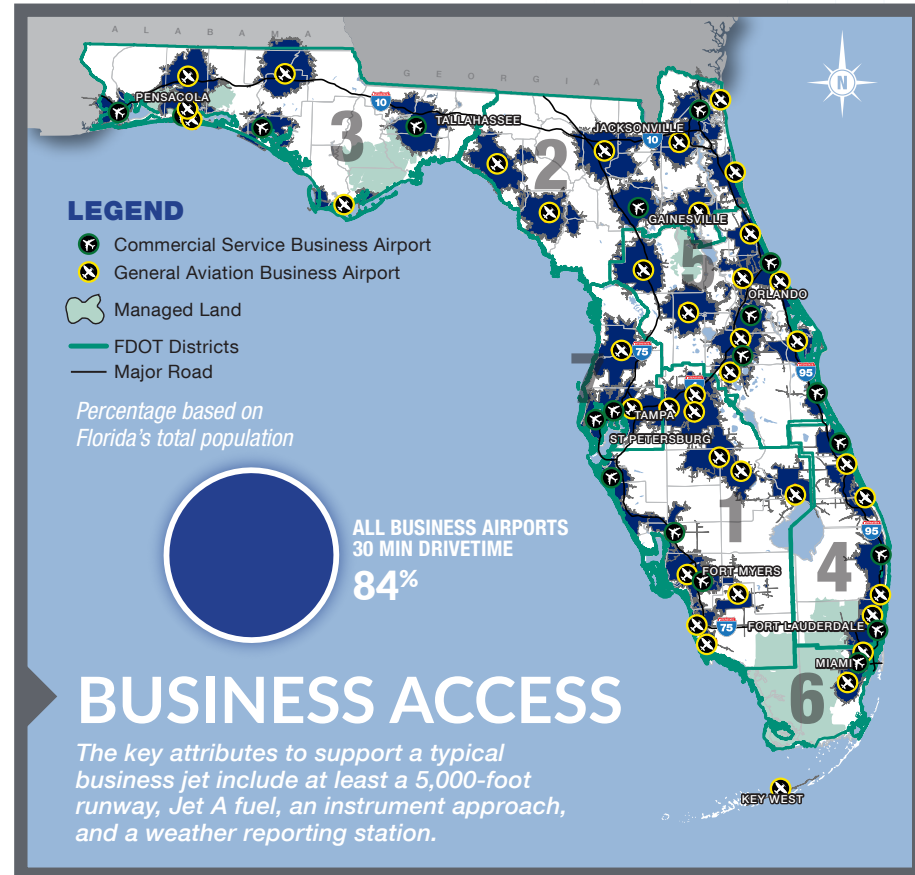 ALABAMA
GEORGIA
N
PENSACOLA
10
TALLAHASSEE
JACKSONVILLE
10
3
2
GAINESVILLE
5
ORLANDO
LEGEND
Commercial Service Business Airport
General Aviation Business Airport
Managed Land
FDOT Districts
Major Road
75
95
7
TAMPA
ST PETERSBURG
Percentage based on
Florida's total population
ALL BUSINESS AIRPORTS
30 MIN DRIVETIME
84%
1
95
4
FORT MYERS
75
FORT LAUDERDALE
MIAMI
6
KEY WEST
BUSINESS ACCESS
The key attributes to support a typical
business jet include at least a 5,000-foot
runway, Jet A fuel, an instrument approach,
and a weather reporting station.